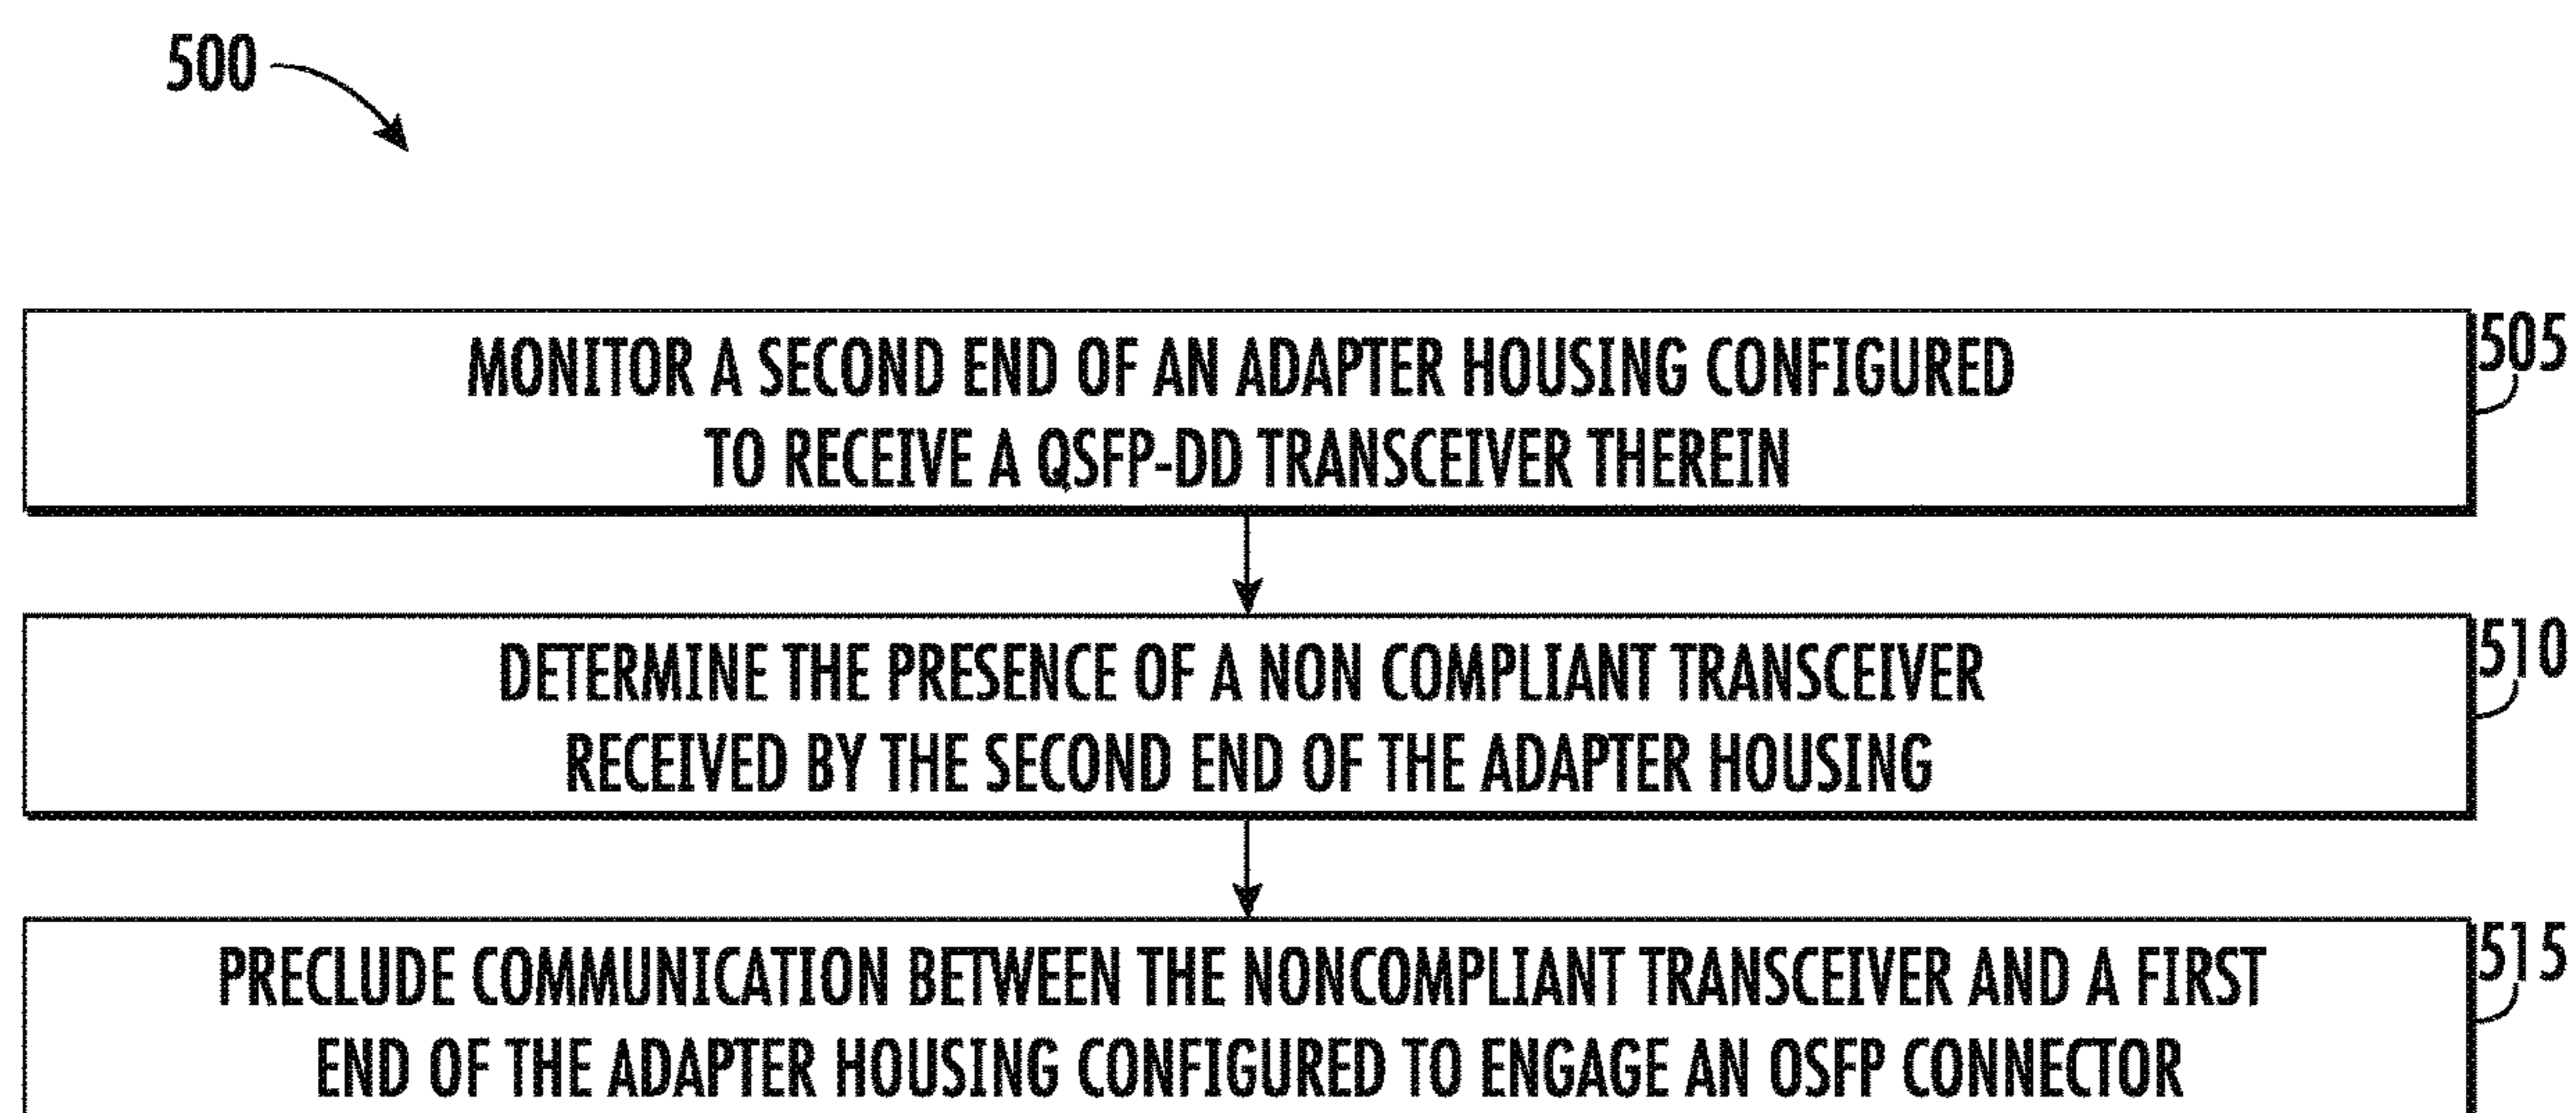 500
MONITOR A SECOND END OF AN ADAPTER HOUSING CONFIGURED
TO RECEIVE A QSFP-DD TRANSCEIVER THEREIN
505
DETERMINE THE PRESENCE OF A NON COMPLIANT TRANSCEIVER
RECEIVED BY THE SECOND END OF THE ADAPTER HOUSING
510
PRECLUDE COMMUNICATION BETWEEN THE NONCOMPLIANT TRANSCEIVER AND A FIRST
END OF THE ADAPTER HOUSING CONFIGURED TO ENGAGE AN OSFP CONNECTOR
515